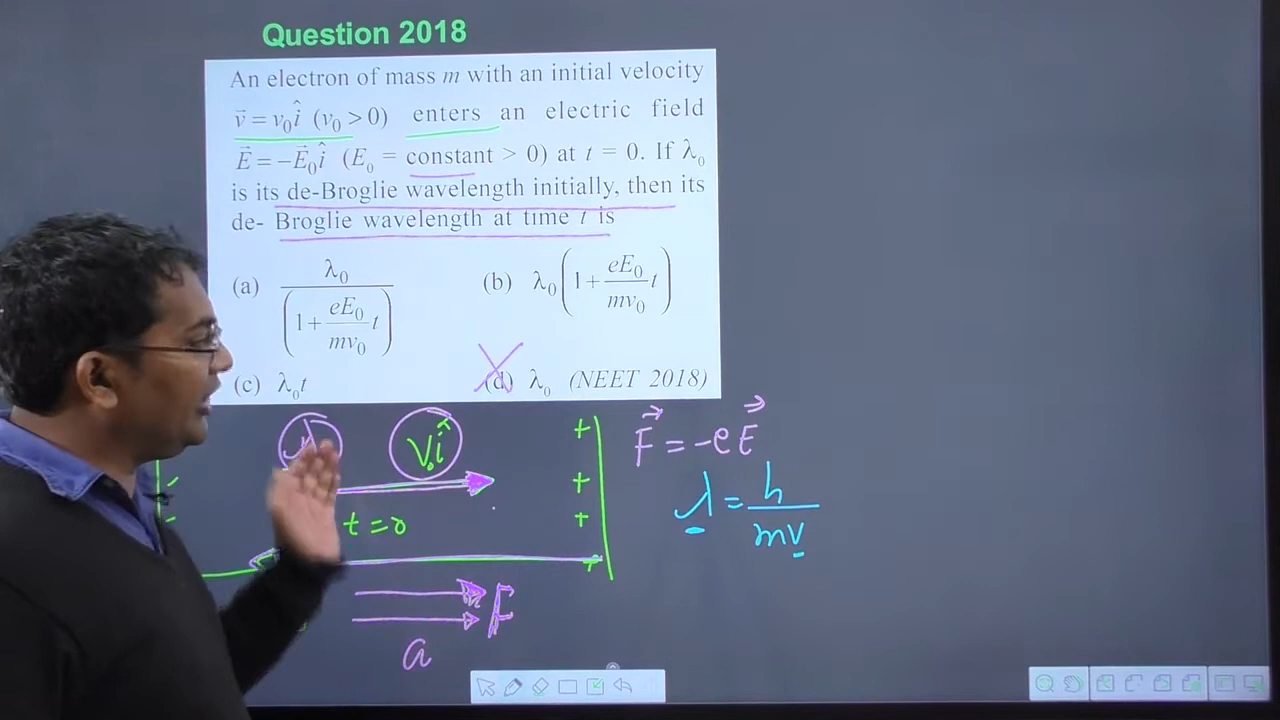 Question 2018
An electron of mass m with an initial velocity
v⃗ = v₀î (v₀ > 0) enters an electric field
E⃗ = −E⃗₀î (E₀ = constant > 0) at t = 0. If λ₀
is its de-Broglie wavelength initially, then its
de- Broglie wavelength at time t is
(a) λ₀ / (1 + eE₀/mv₀ t) (b) λ₀(1 + eE₀/mv₀ t)
(c) λ₀t (d) λ₀ (NEET 2018)
λ V₀î + F⃗ = −eE⃗
+ λ = h/mv
t = 0 +
+
F
a